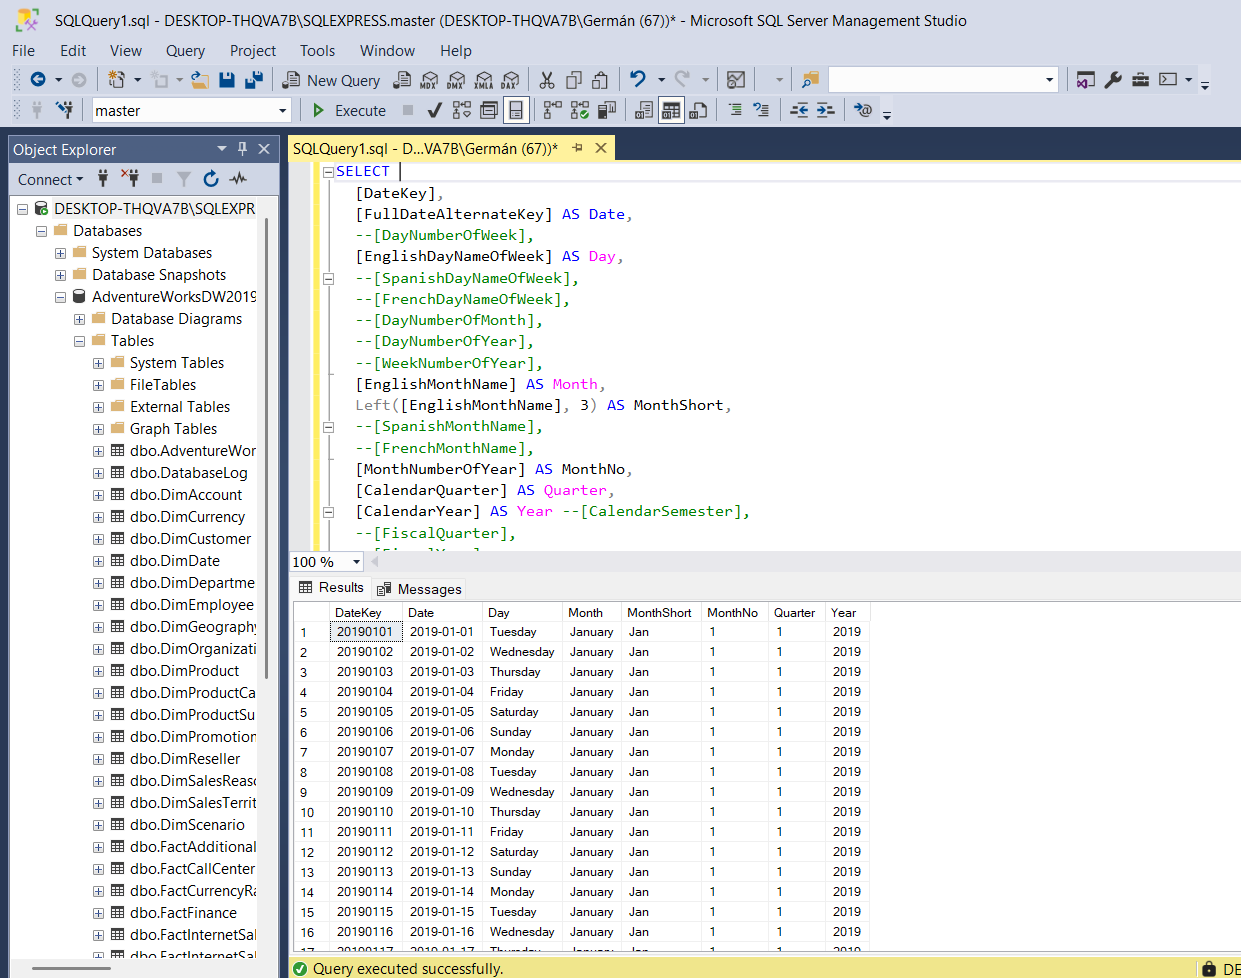 SQLQuery1.sql - DESKTOP-THQVA7B\SQLEXPRESS.master (DESKTOP-THQVA7B\Germán (67))* - Microsoft SQL Server Management Studio
File Edit View Query Project Tools Window Help
New Query MDX DMX XMLA DAX
master Execute
Object Explorer
Connect
DESKTOP-THQVA7B\SQLEXPR
Databases
System Databases
Database Snapshots
AdventureWorksDW2019
Database Diagrams
Tables
System Tables
FileTables
External Tables
Graph Tables
dbo.AdventureWor
dbo.DatabaseLog
dbo.DimAccount
dbo.DimCurrency
dbo.DimCustomer
dbo.DimDate
dbo.DimDepartme
dbo.DimEmployee
dbo.DimGeography
dbo.DimOrganizati
dbo.DimProduct
dbo.DimProductCa
dbo.DimProductSu
dbo.DimPromotion
dbo.DimReseller
dbo.DimSalesReaso
dbo.DimSalesTerrit
dbo.DimScenario
dbo.FactAdditional
dbo.FactCallCenter
dbo.FactCurrencyRa
dbo.FactFinance
dbo.FactInternetSal
dbo.FactInternetSal
SQLQuery1.sql - D...VA7B\Germán (67))*
SELECT
[DateKey],
[FullDateAlternateKey] AS Date,
--[DayNumberOfWeek],
[EnglishDayNameOfWeek] AS Day,
--[SpanishDayNameOfWeek],
--[FrenchDayNameOfWeek],
--[DayNumberOfMonth],
--[DayNumberOfYear],
--[WeekNumberOfYear],
[EnglishMonthName] AS Month,
Left([EnglishMonthName], 3) AS MonthShort,
--[SpanishMonthName],
--[FrenchMonthName],
[MonthNumberOfYear] AS MonthNo,
[CalendarQuarter] AS Quarter,
[CalendarYear] AS Year --[CalendarSemester],
--[FiscalQuarter],
100 %
Results Messages
DateKey Date Day Month MonthShort MonthNo Quarter Year
1 20190101 2019-01-01 Tuesday January Jan 1 1 2019
2 20190102 2019-01-02 Wednesday January Jan 1 1 2019
3 20190103 2019-01-03 Thursday January Jan 1 1 2019
4 20190104 2019-01-04 Friday January Jan 1 1 2019
5 20190105 2019-01-05 Saturday January Jan 1 1 2019
6 20190106 2019-01-06 Sunday January Jan 1 1 2019
7 20190107 2019-01-07 Monday January Jan 1 1 2019
8 20190108 2019-01-08 Tuesday January Jan 1 1 2019
9 20190109 2019-01-09 Wednesday January Jan 1 1 2019
10 20190110 2019-01-10 Thursday January Jan 1 1 2019
11 20190111 2019-01-11 Friday January Jan 1 1 2019
12 20190112 2019-01-12 Saturday January Jan 1 1 2019
13 20190113 2019-01-13 Sunday January Jan 1 1 2019
14 20190114 2019-01-14 Monday January Jan 1 1 2019
15 20190115 2019-01-15 Tuesday January Jan 1 1 2019
16 20190116 2019-01-16 Wednesday January Jan 1 1 2019
Query executed successfully. DE